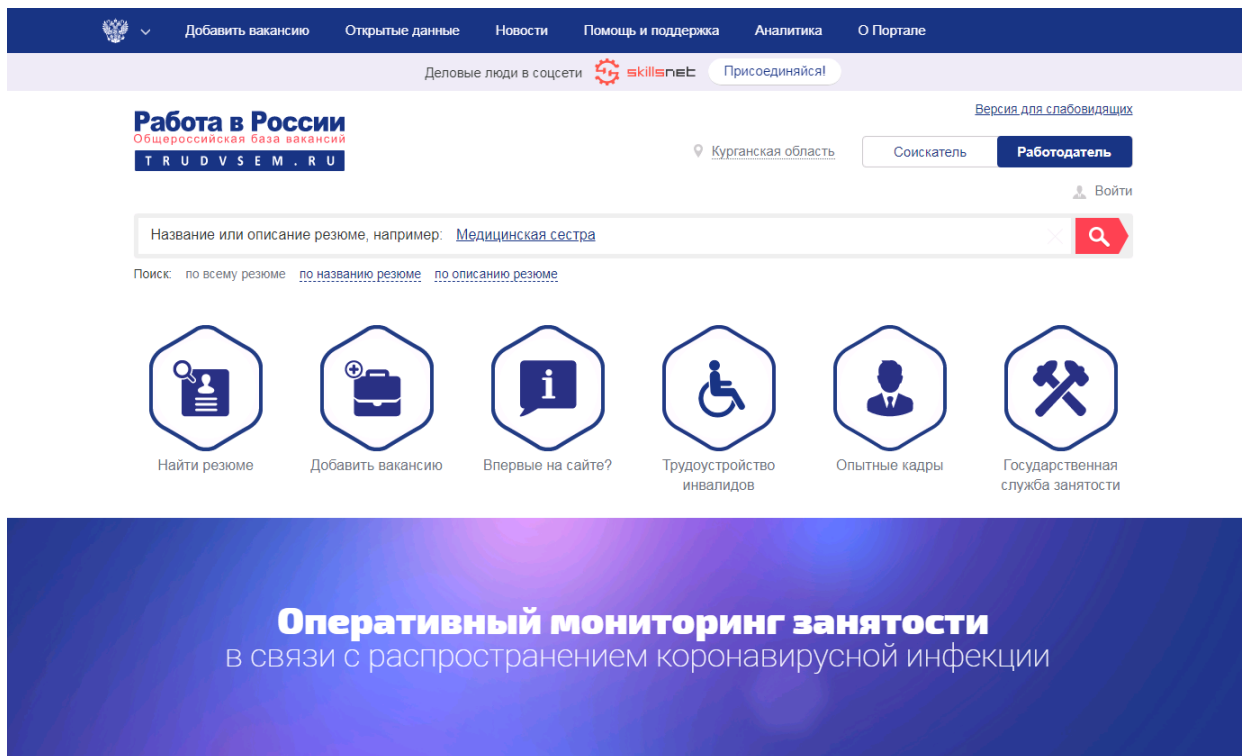 Добавить вакансию Открытые данные Новости Помощь и поддержка Аналитика О Портале
Деловые люди в соцсети skillsnet Присоединяйся!
Версия для слабовидящих
Работа в России
Общероссийская база вакансий
TRUDVSEM.RU
Курганская область Соискатель Работодатель
Войти
Название или описание резюме, например: Медицинская сестра
Поиск: по всему резюме по названию резюме по описанию резюме
Найти резюме Добавить вакансию Впервые на сайте? Трудоустройство инвалидов Опытные кадры Государственная служба занятости
Оперативный мониторинг занятости
в связи с распространением коронавирусной инфекции